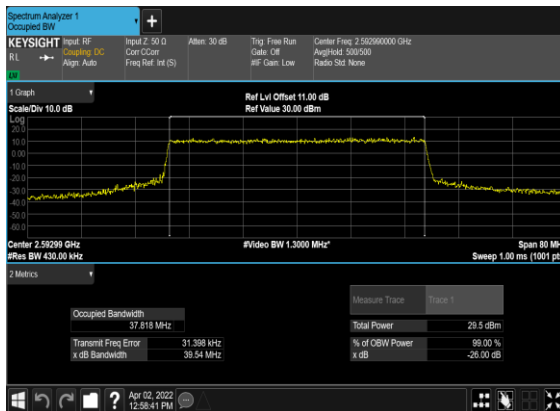 Spectrum Analyzer 1
Occupied BW
KEYSIGHT
RL
Input: RF
Coupling: DC
Align: Auto
Input Z: 50 Ω
Corr CCorr
Freq Ref: Int (S)
Atten: 30 dB
Trig: Free Run
Gate: Off
#IF Gain: Low
Center Freq: 2.592990000 GHz
Avg|Hold: 500/500
Radio Std: None
1 Graph
Scale/Div 10.0 dB
Ref Lvl Offset 11.00 dB
Ref Value 30.00 dBm
Log
20.0
10.0
0.00
-10.0
-20.0
-30.0
-40.0
-50.0
-60.0
Center 2.59299 GHz
#Res BW 430.00 kHz
#Video BW 1.3000 MHz*
Span 80 MH
Sweep 1.00 ms (1001 pt
2 Metrics
Measure Trace
Trace 1
Occupied Bandwidth
37.818 MHz
Total Power
29.5 dBm
Transmit Freq Error
31.398 kHz
% of OBW Power
99.00 %
x dB Bandwidth
39.54 MHz
x dB
-26.00 dB
?
Apr 02, 2022
12:58:41 PM